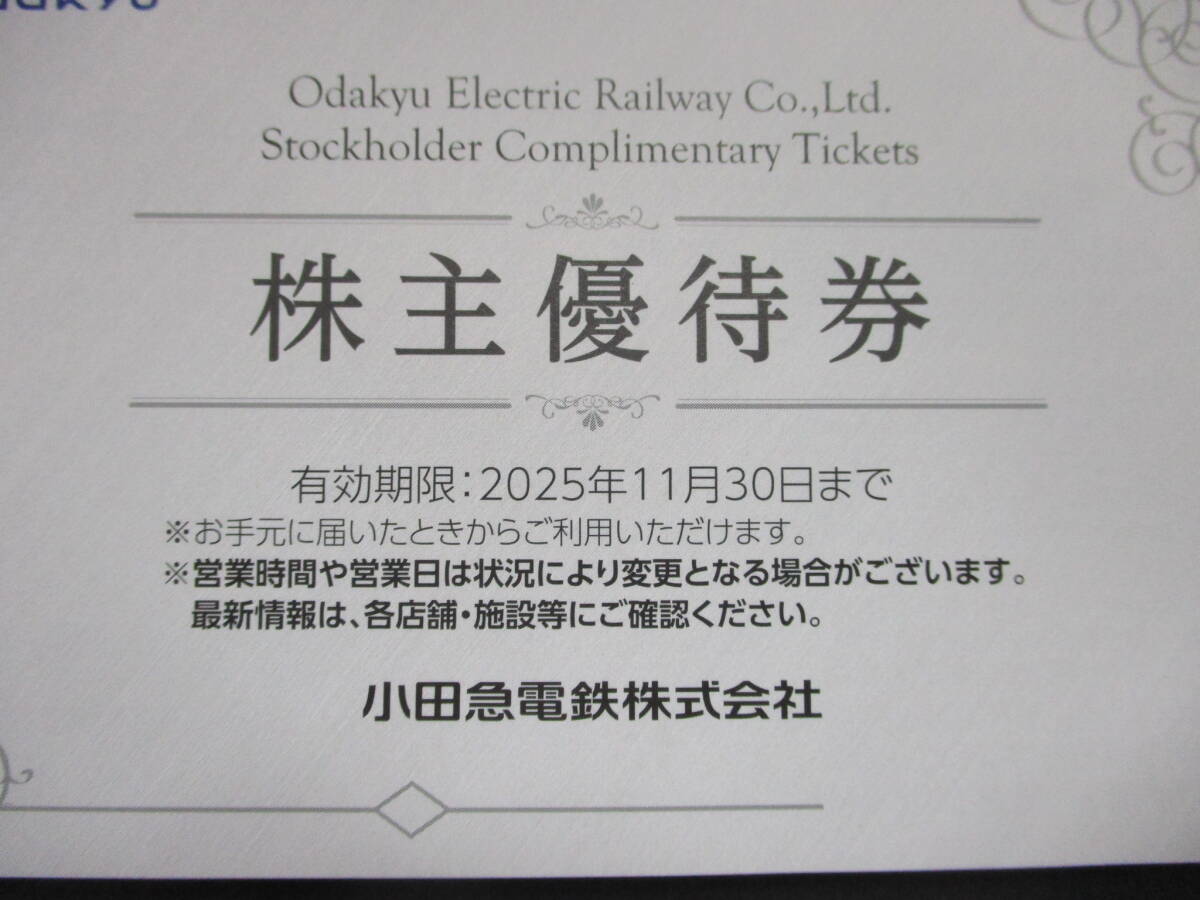 Odakyu Electric Railway Co.,Ltd.
Stockholder Complimentary Tickets
株主優待券
有効期限：2025年11月30日まで
※お手元に届いたときからご利用いただけます。
※営業時間や営業日は状況により変更となる場合がございます。
最新情報は、各店舗・施設等にご確認ください。
小田急電鉄株式会社